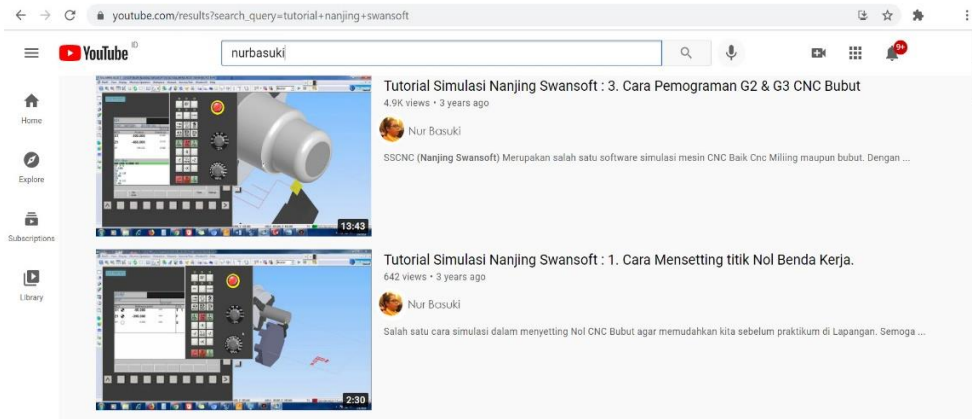 youtube.com/results?search_query=tutorial+nanjing+swansoft
YouTube ID
nurbasuki
9+
Home
Explore
Subscriptions
Library
Tutorial Simulasi Nanjing Swansoft : 3. Cara Pemograman G2 & G3 CNC Bubut
4.9K views • 3 years ago
Nur Basuki
SSCNC (Nanjing Swansoft) Merupakan salah satu software simulasi mesin CNC Baik Cnc Miliing maupun bubut. Dengan ...
13:43
Tutorial Simulasi Nanjing Swansoft : 1. Cara Mensetting titik Nol Benda Kerja.
642 views • 3 years ago
Nur Basuki
Salah satu cara simulasi dalam menyetting Nol CNC Bubut agar memudahkan kita sebelum praktikum di Lapangan. Semoga ...
2:30